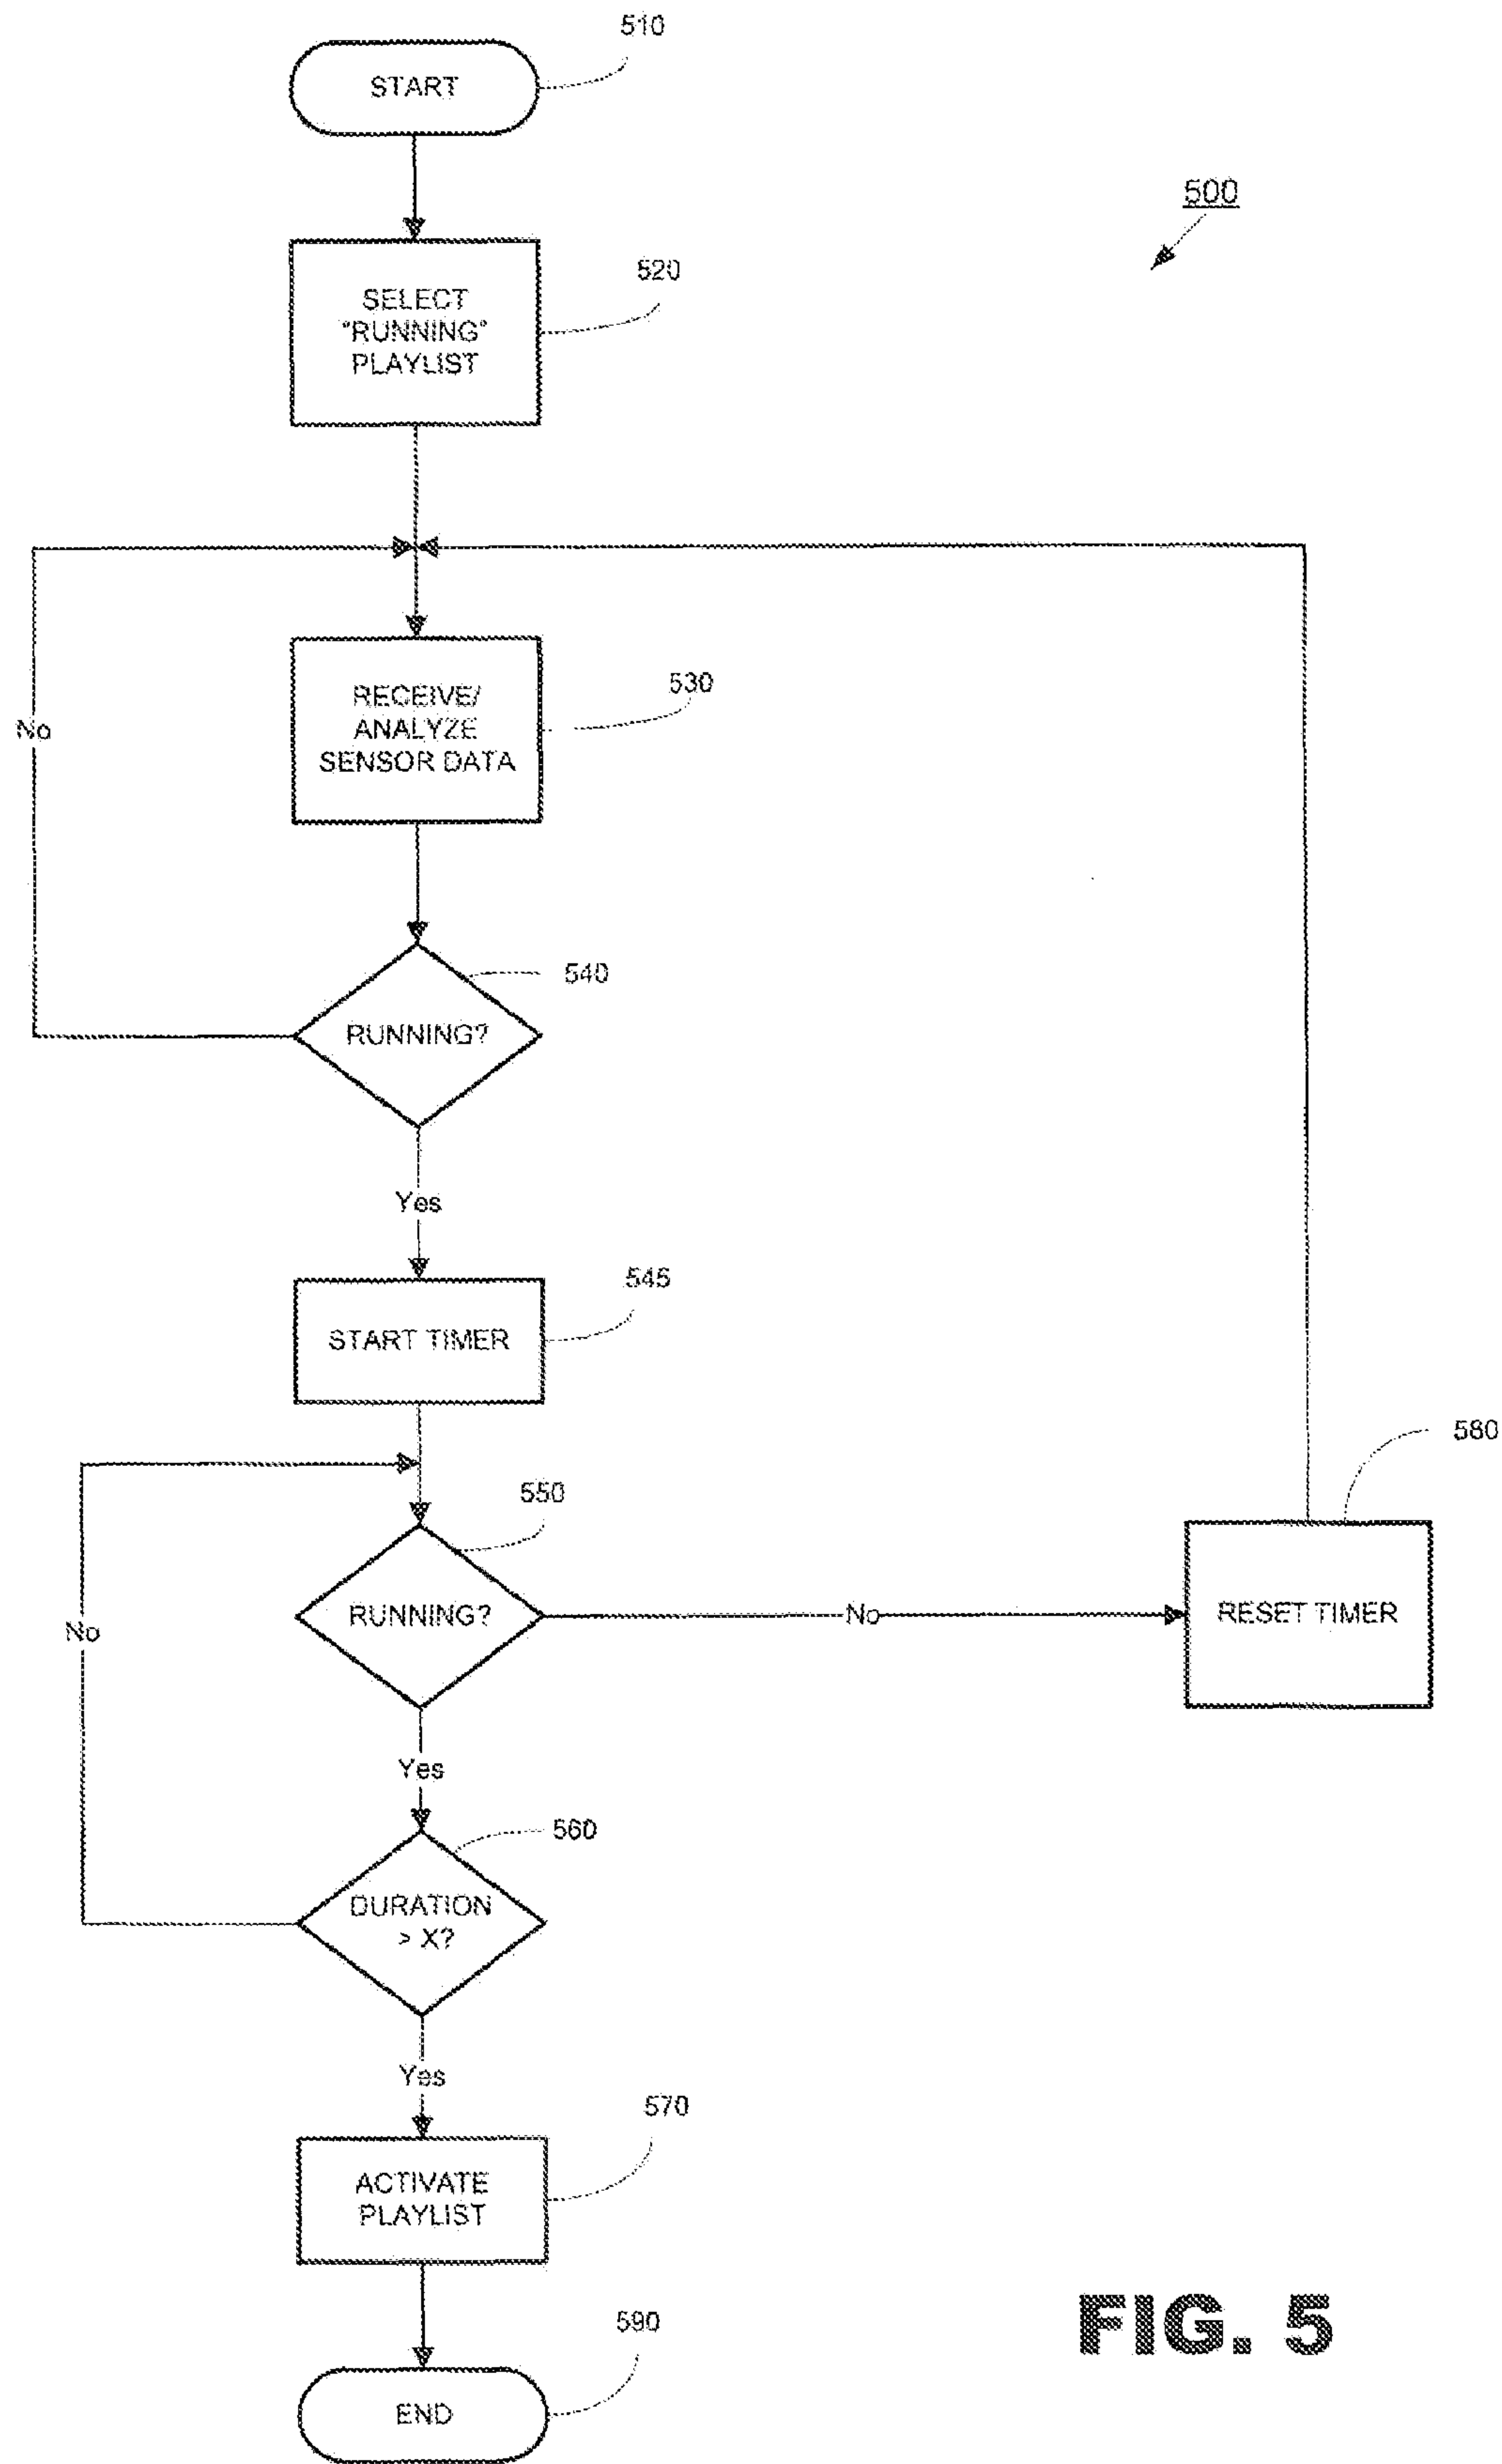 510
START
500
520
SELECT
"RUNNING"
PLAYLIST
530
RECEIVE/
ANALYZE
SENSOR DATA
No
540
RUNNING?
Yes
545
START TIMER
580
550
RUNNING?
No
RESET TIMER
No
Yes
560
DURATION
> X?
Yes
570
ACTIVATE
PLAYLIST
590
END
FIG. 5